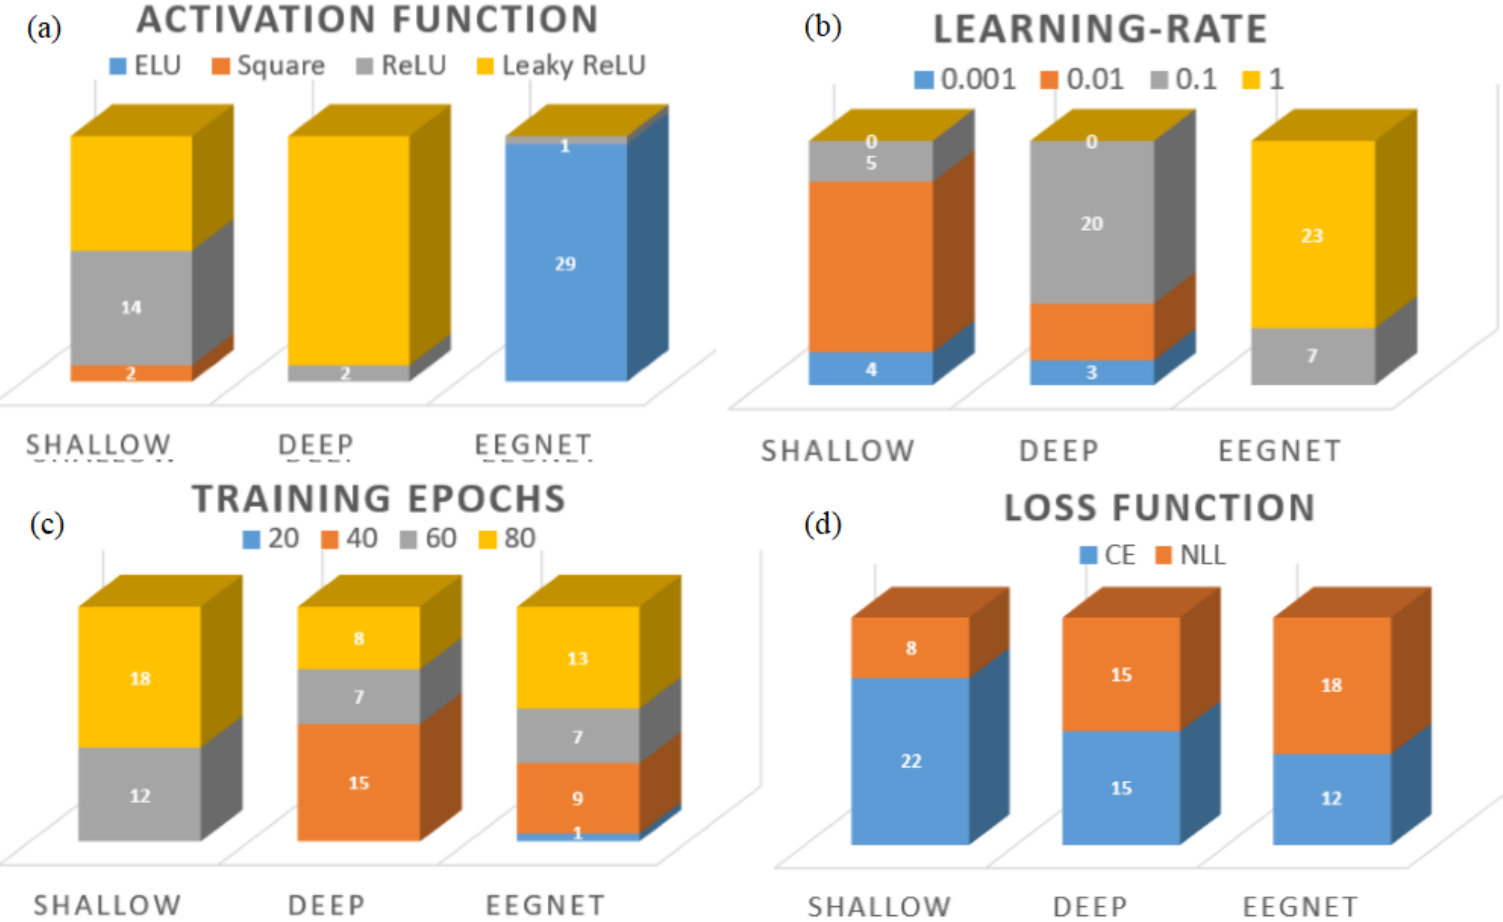 (a) ACTIVATION FUNCTION
ELU Square ReLU Leaky ReLU
1
29
14
2
2
SHALLOW DEEP EEGNET
(b) LEARNING-RATE
0.001 0.01 0.1 1
0
0
5
20
23
7
4
3
SHALLOW DEEP EEGNET
(c) TRAINING EPOCHS
20 40 60 80
18
8
13
7
7
12
15
9
1
SHALLOW DEEP EEGNET
(d) LOSS FUNCTION
CE NLL
8
15
18
22
15
12
SHALLOW DEEP EEGNET